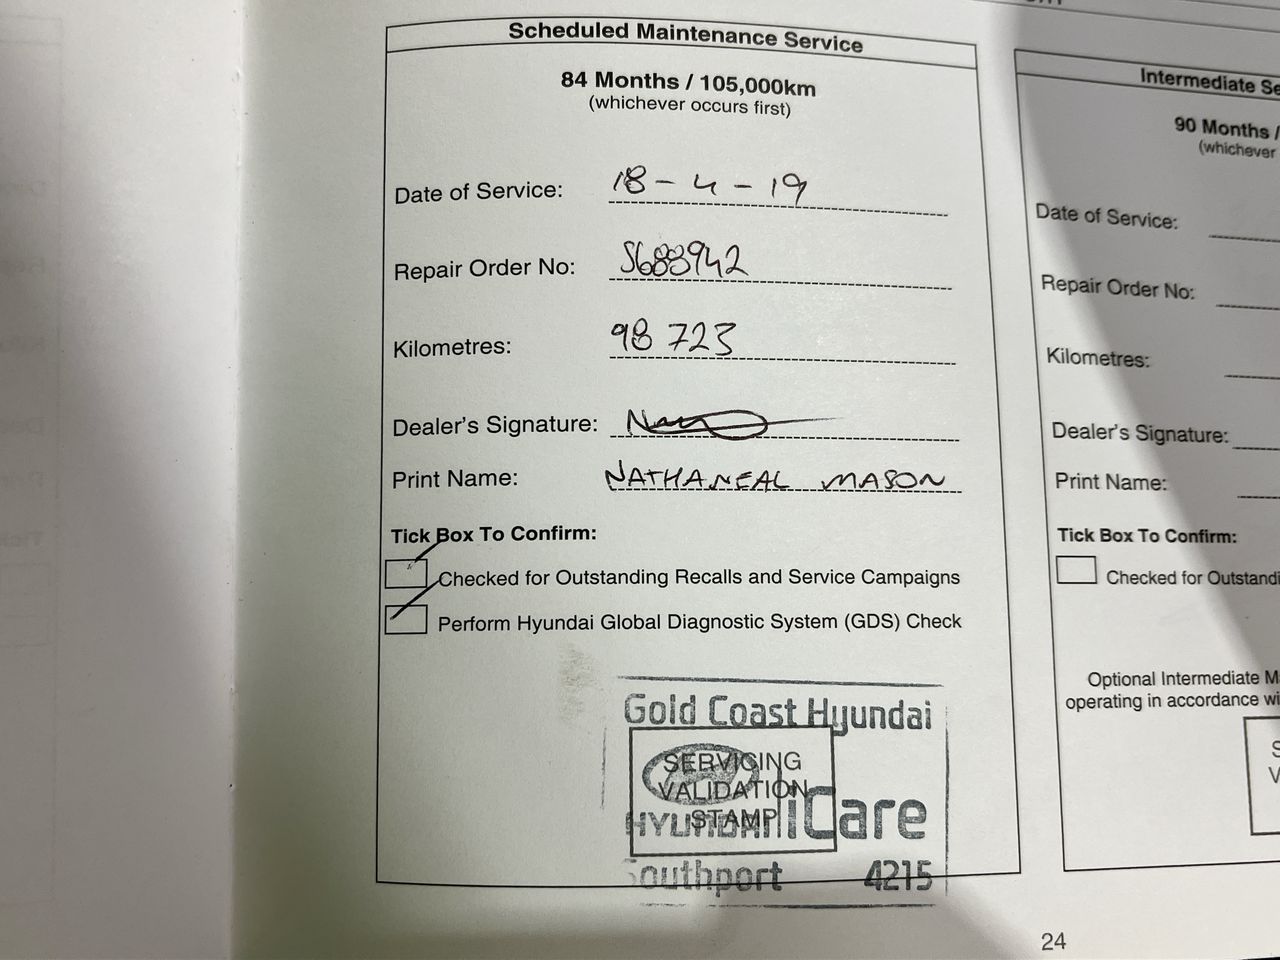 Scheduled Maintenance Service
84 Months / 105,000km
(whichever occurs first)
Date of Service: 18-4-19
Repair Order No: S688942
Kilometres: 98 723
Dealer's Signature:
Print Name: NATHANEAL MASON
Tick Box To Confirm:
Checked for Outstanding Recalls and Service Campaigns
Perform Hyundai Global Diagnostic System (GDS) Check
Gold Coast Hyundai
SERVICING
VALIDATION
STAMP
HYUNDAI iCare
Southport 4215
Intermediate Se
90 Months /
(whichever
Date of Service:
Repair Order No:
Kilometres:
Dealer's Signature:
Print Name:
Tick Box To Confirm:
Checked for Outstandi
Optional Intermediate M
operating in accordance wi
S
V
24